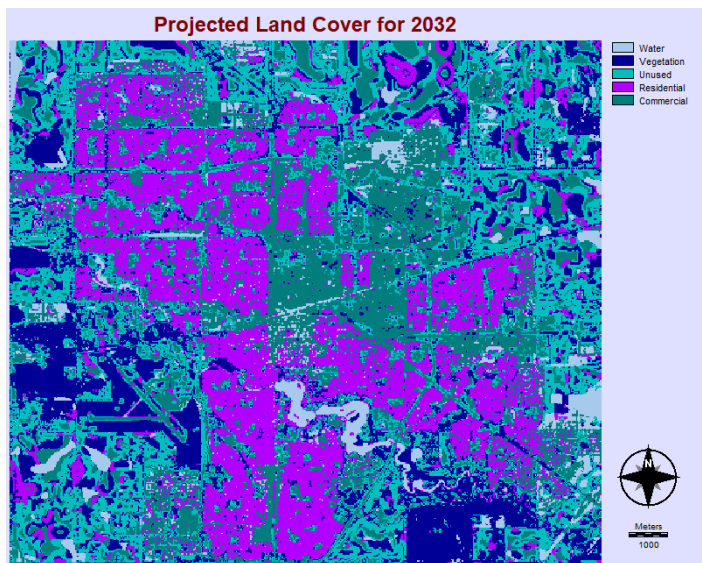 Projected Land Cover for 2032
Water
Vegetation
Unused
Residential
Commercial
N
Meters
1000